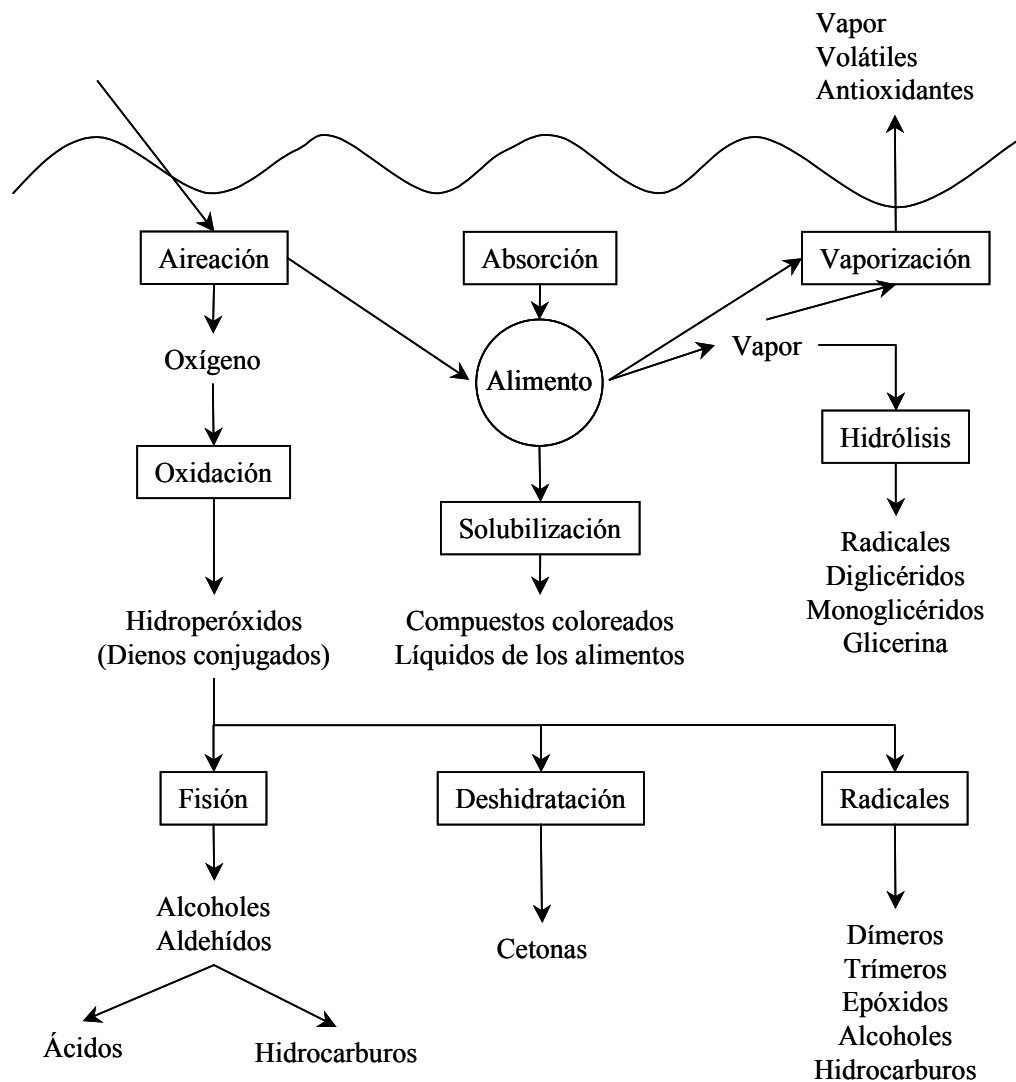 Vapor
Volátiles
Antioxidantes
Aireación
Absorción
Vaporización
Oxígeno
Alimento
Vapor
Hidrólisis
Oxidación
Solubilización
Radicales
Diglicéridos
Monoglicéridos
Glicerina
Hidroperóxidos
(Dienos conjugados)
Compuestos coloreados
Líquidos de los alimentos
Fisión
Deshidratación
Radicales
Alcoholes
Aldehídos
Cetonas
Dímeros
Trímeros
Epóxidos
Alcoholes
Hidrocarburos
Ácidos
Hidrocarburos